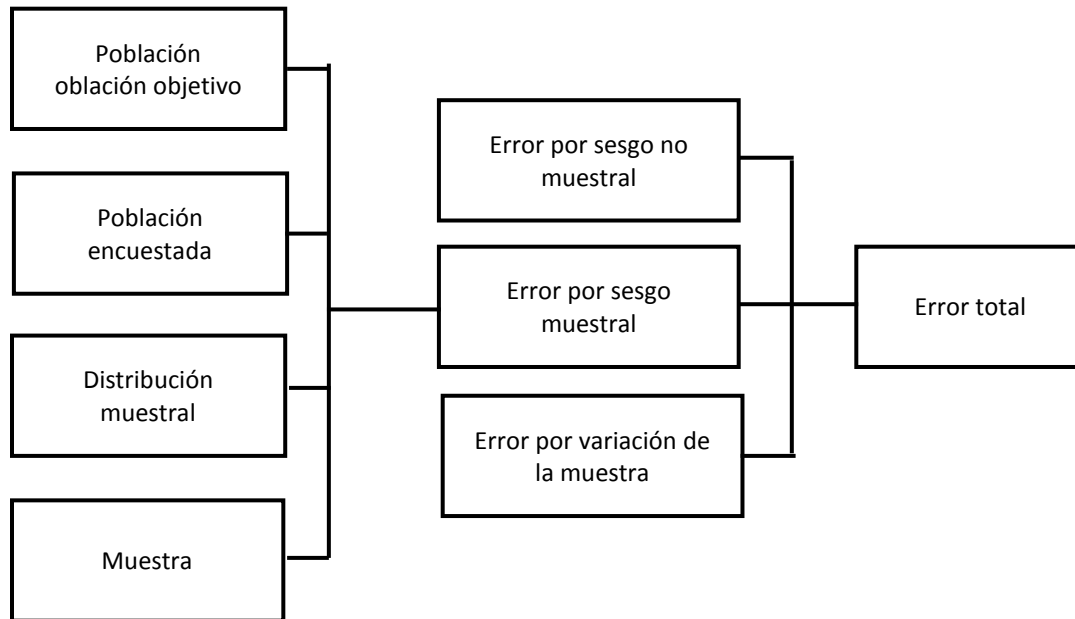 Población
oblación objetivo
Población
encuestada
Distribución
muestral
Muestra
Error por sesgo no
muestral
Error por sesgo
muestral
Error por variación de
la muestra
Error total